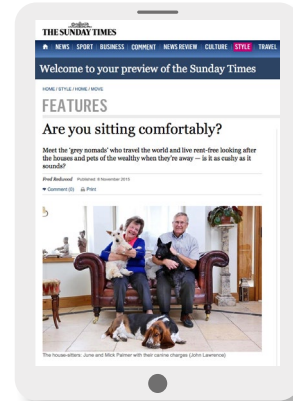 THE SUNDAY TIMES
NEWS SPORT BUSINESS COMMENT NEWS REVIEW CULTURE STYLE TRAVEL
Welcome to your preview of the Sunday Times
HOME / STYLE / HOME / MOVE
FEATURES
Are you sitting comfortably?
Meet the 'grey nomads' who travel the world and live rent-free looking after
the houses and pets of the wealthy when they're away — is it as cushy as it
sounds?
Fred Redwood Published: 8 November 2015
Comment (0) Print
The house-sitters: June and Mick Palmer with their canine charges (John Lawrence)